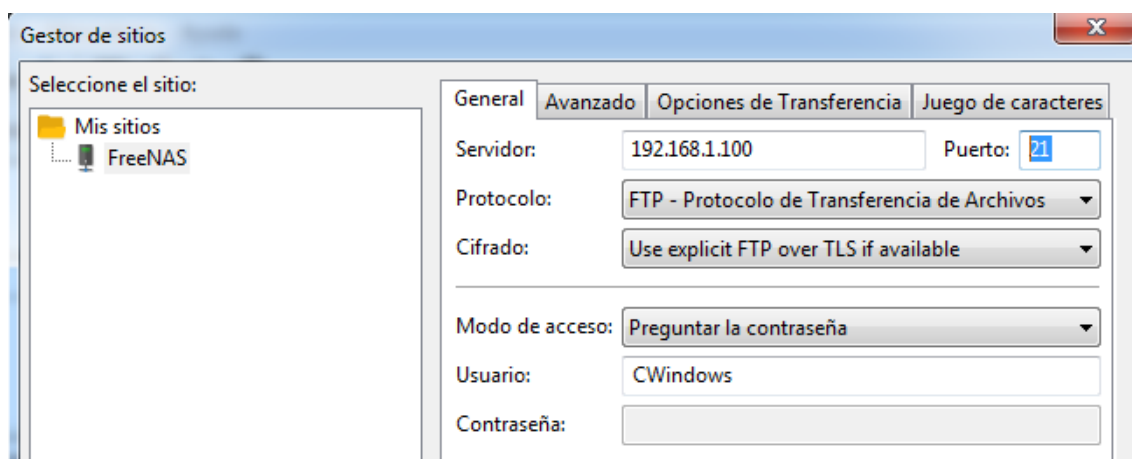 Gestor de sitios
Seleccione el sitio:
Mis sitios
FreeNAS
General Avanzado Opciones de Transferencia Juego de caracteres
Servidor: 192.168.1.100 Puerto: 21
Protocolo: FTP - Protocolo de Transferencia de Archivos
Cifrado: Use explicit FTP over TLS if available
Modo de acceso: Preguntar la contraseña
Usuario: CWindows
Contraseña: